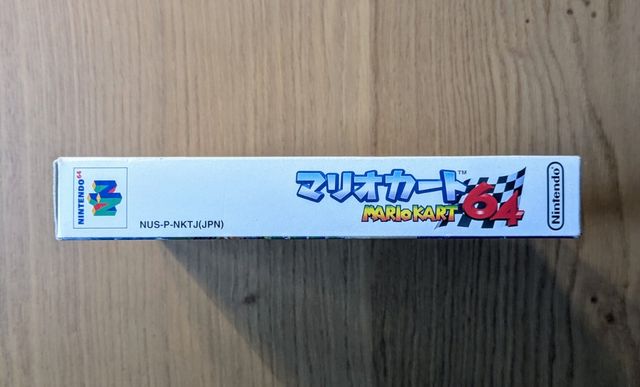 NINTENDO64
NUS-P-NKTJ(JPN)
マリオカート™
MARIO KART
64
Nintendo